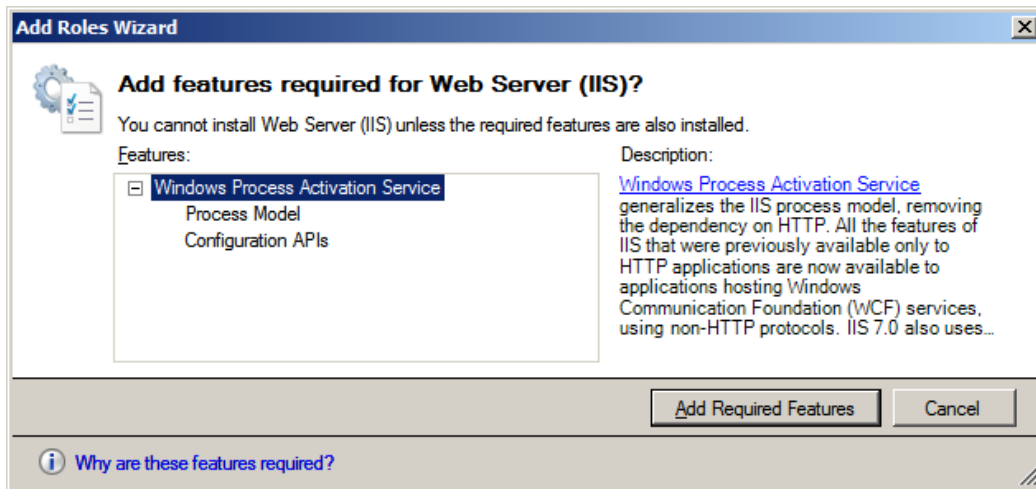 Add Roles Wizard
Add features required for Web Server (IIS)?
You cannot install Web Server (IIS) unless the required features are also installed.
Features:
Windows Process Activation Service
Process Model
Configuration APIs
Description:
Windows Process Activation Service
generalizes the IIS process model, removing
the dependency on HTTP. All the features of
IIS that were previously available only to
HTTP applications are now available to
applications hosting Windows
Communication Foundation (WCF) services,
using non-HTTP protocols. IIS 7.0 also uses...
Add Required Features
Cancel
Why are these features required?